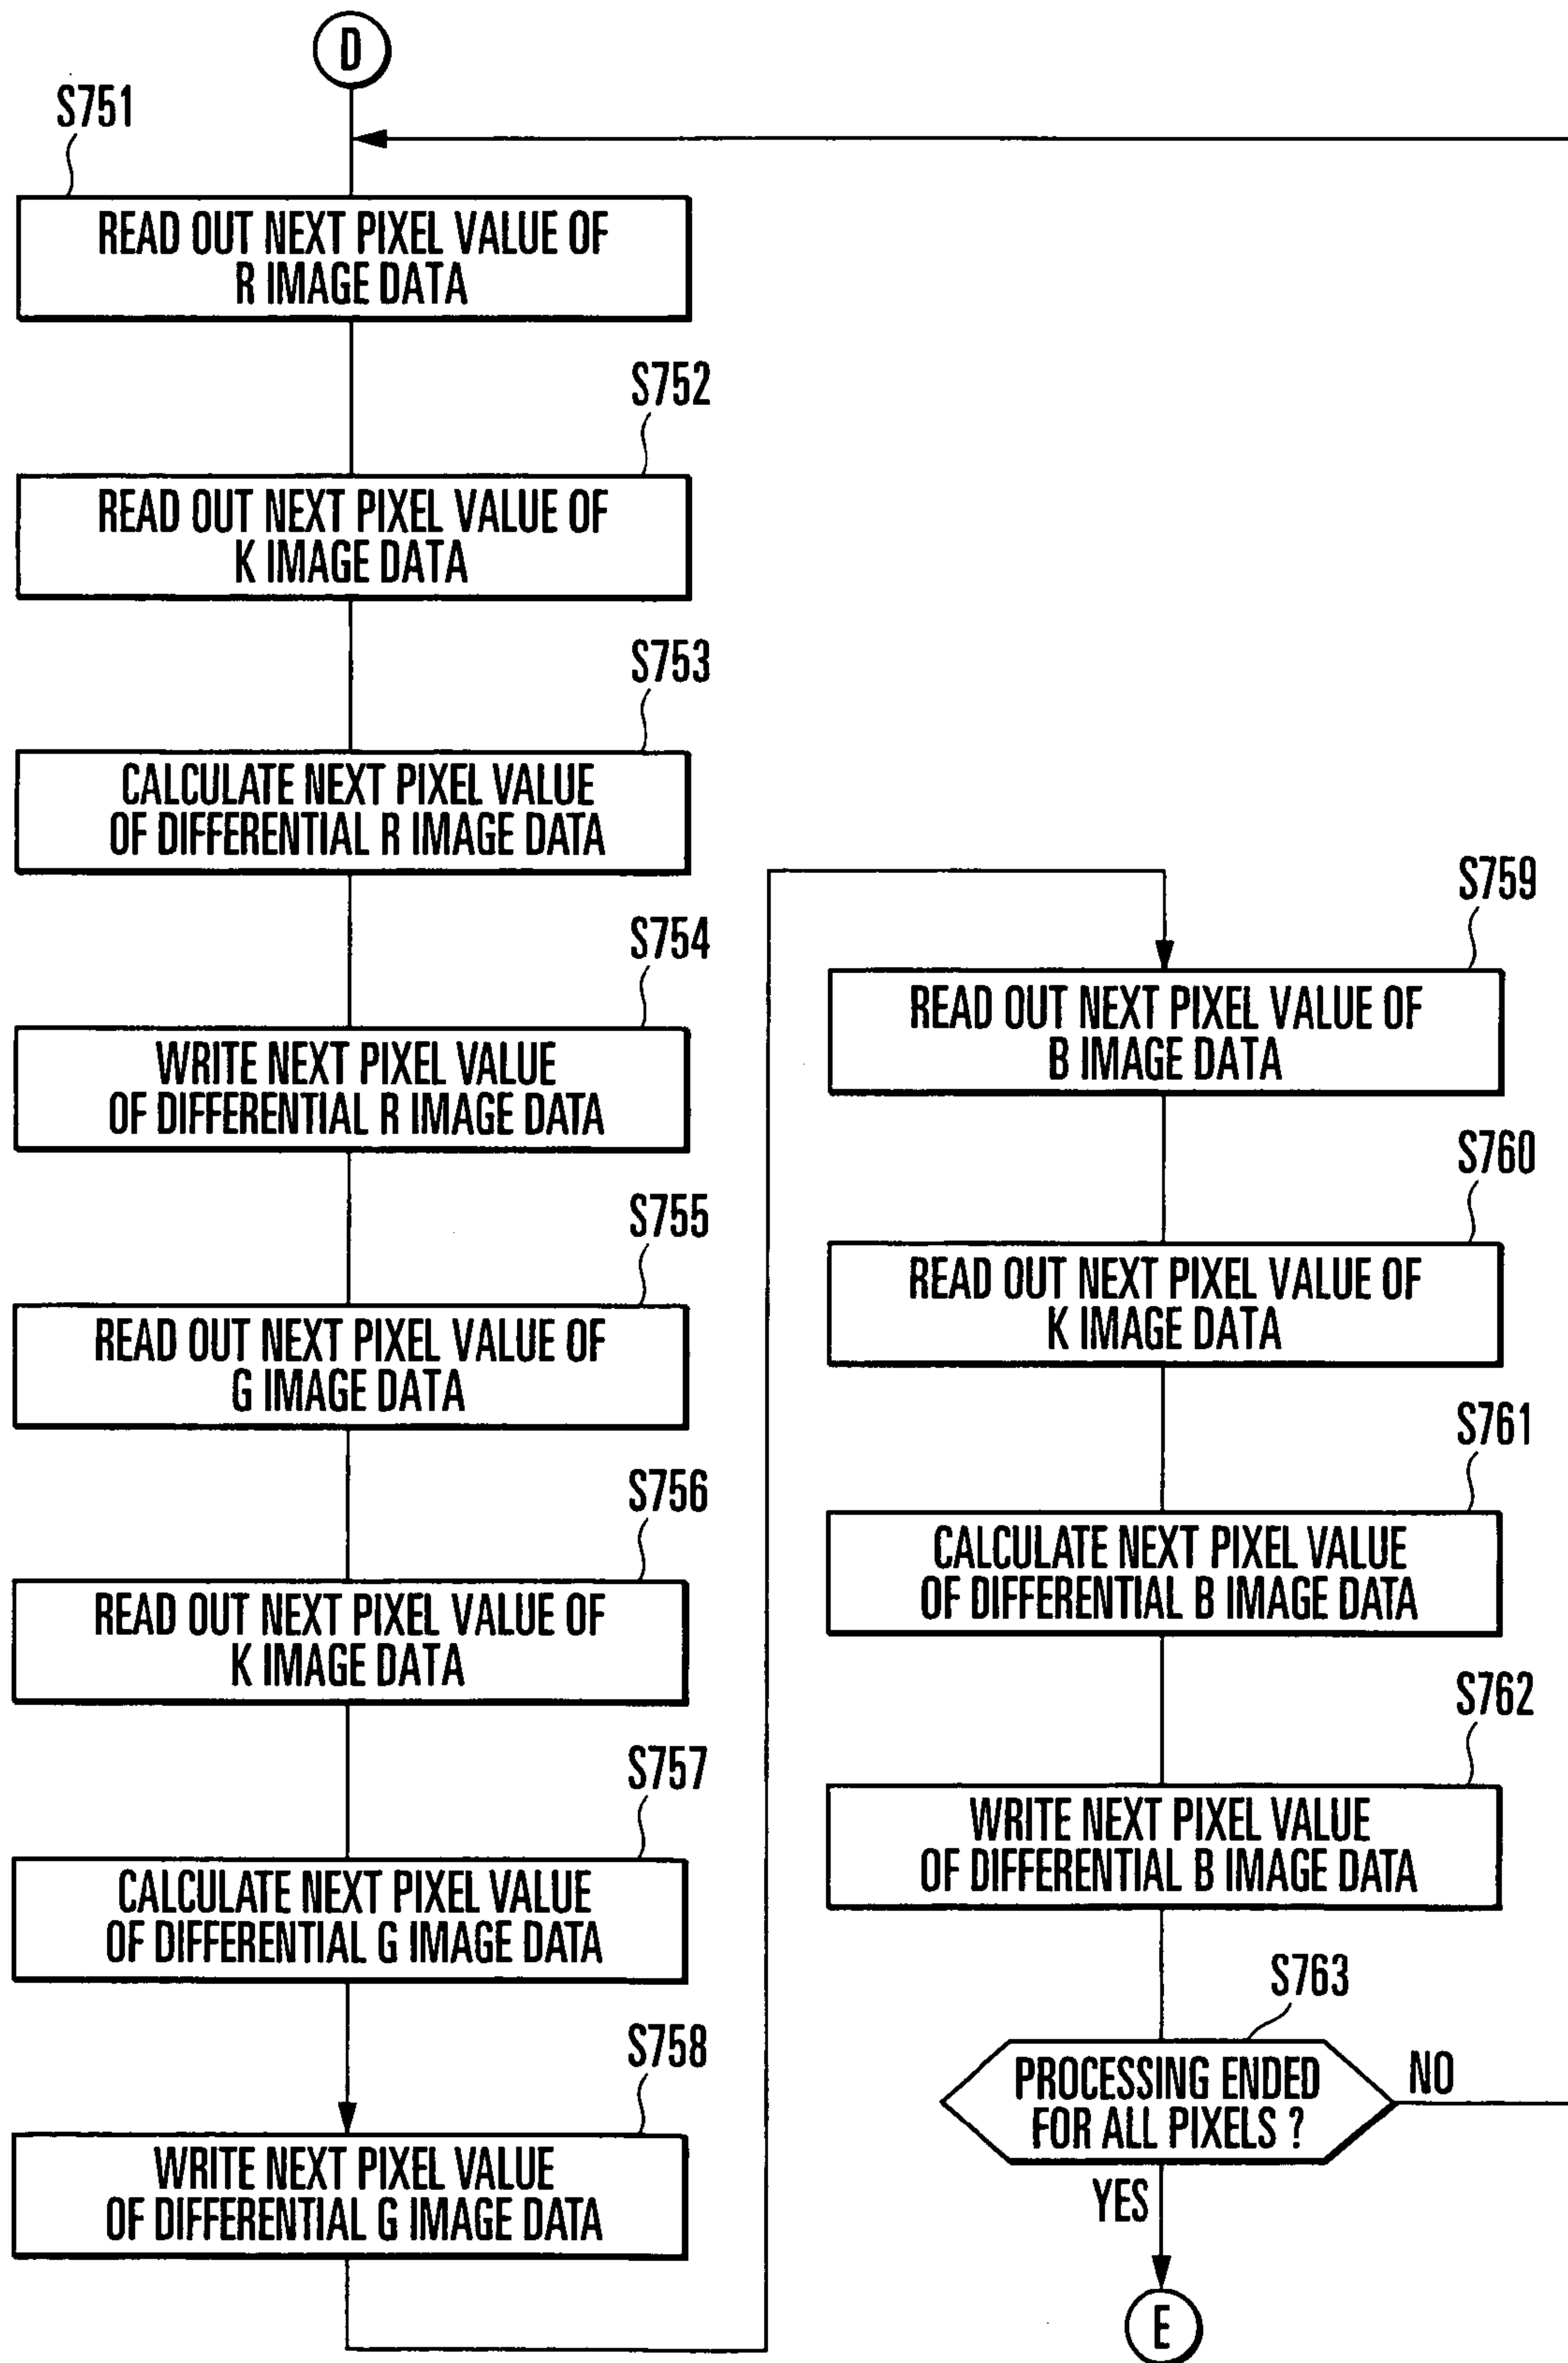 D
S751
READ OUT NEXT PIXEL VALUE OF
R IMAGE DATA
S752
READ OUT NEXT PIXEL VALUE OF
K IMAGE DATA
S753
CALCULATE NEXT PIXEL VALUE
OF DIFFERENTIAL R IMAGE DATA
S754
WRITE NEXT PIXEL VALUE
OF DIFFERENTIAL R IMAGE DATA
S755
READ OUT NEXT PIXEL VALUE OF
G IMAGE DATA
S756
READ OUT NEXT PIXEL VALUE OF
K IMAGE DATA
S757
CALCULATE NEXT PIXEL VALUE
OF DIFFERENTIAL G IMAGE DATA
S758
WRITE NEXT PIXEL VALUE
OF DIFFERENTIAL G IMAGE DATA
S759
READ OUT NEXT PIXEL VALUE OF
B IMAGE DATA
S760
READ OUT NEXT PIXEL VALUE OF
K IMAGE DATA
S761
CALCULATE NEXT PIXEL VALUE
OF DIFFERENTIAL B IMAGE DATA
S762
WRITE NEXT PIXEL VALUE
OF DIFFERENTIAL B IMAGE DATA
S763
PROCESSING ENDED
FOR ALL PIXELS ?
NO
YES
E